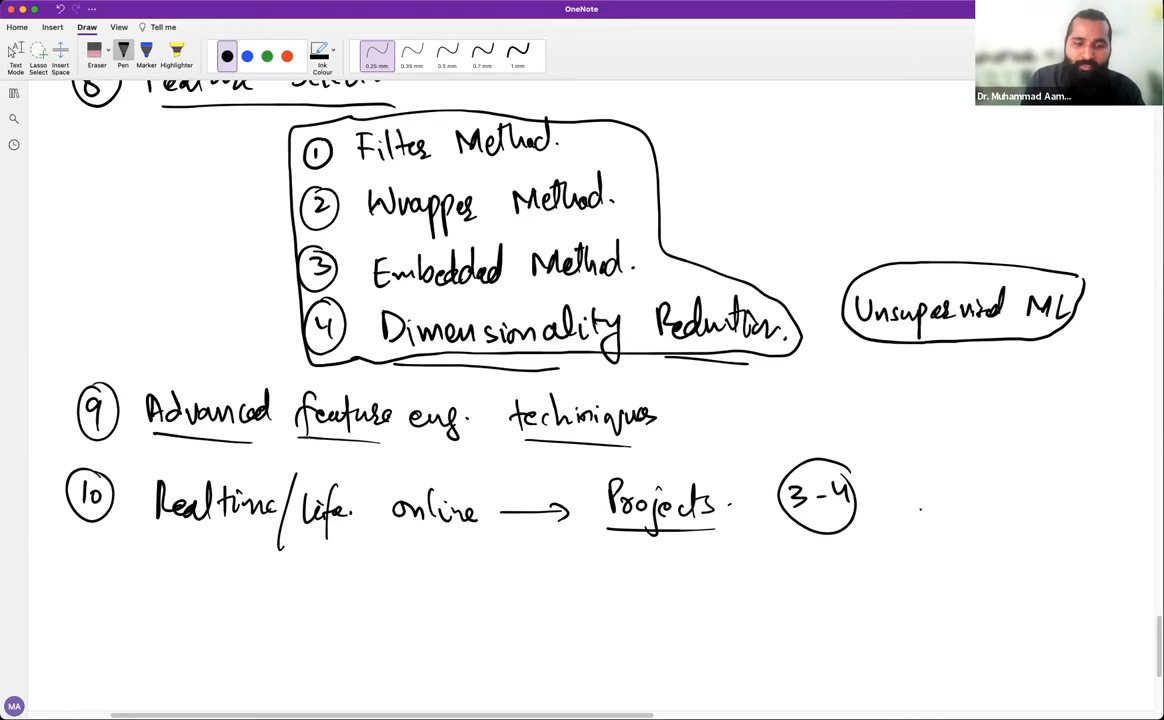 OneNote
Home Insert Draw View Tell me
Text Mode Lasso Select Insert Space Eraser Pen Marker Highlighter Ink Colour 0.25 mm 0.35 mm 0.5 mm 0.7 mm 1 mm
Dr. Muhammad Aam...
8
1 Filter Method.
2 Wrapper Method.
3 Embedded Method.
4 Dimensionality Reduction.
Unsupervised ML
9 Advanced feature eng. techniques
10 Realtime/life. online → Projects. 3-4
MA